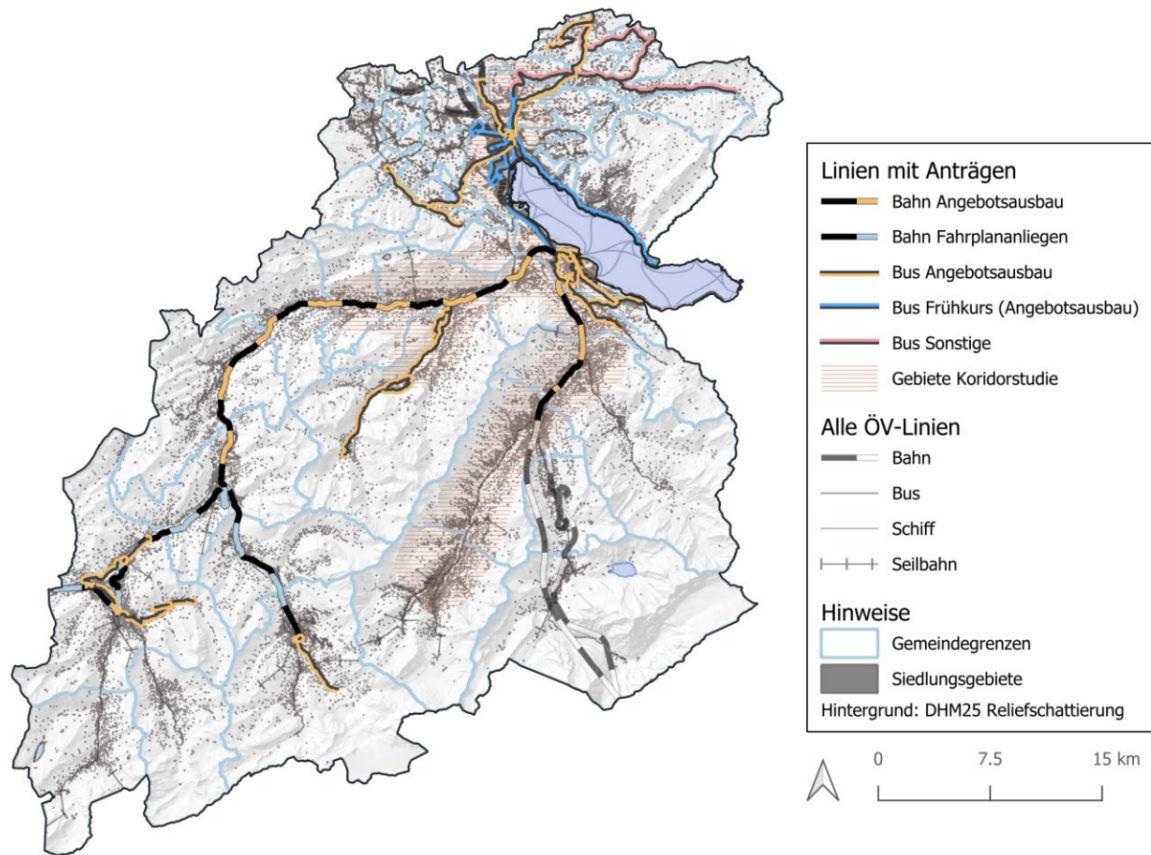 Linien mit Anträgen
Bahn Angebotsausbau
Bahn Fahrplananliegen
Bus Angebotsausbau
Bus Frühkurs (Angebotsausbau)
Bus Sonstige
Gebiete Koridorstudie
Alle ÖV-Linien
Bahn
Bus
Schiff
Seilbahn
Hinweise
Gemeindegrenzen
Siedlungsgebiete
Hintergrund: DHM25 Reliefschattierung
0 7.5 15 km